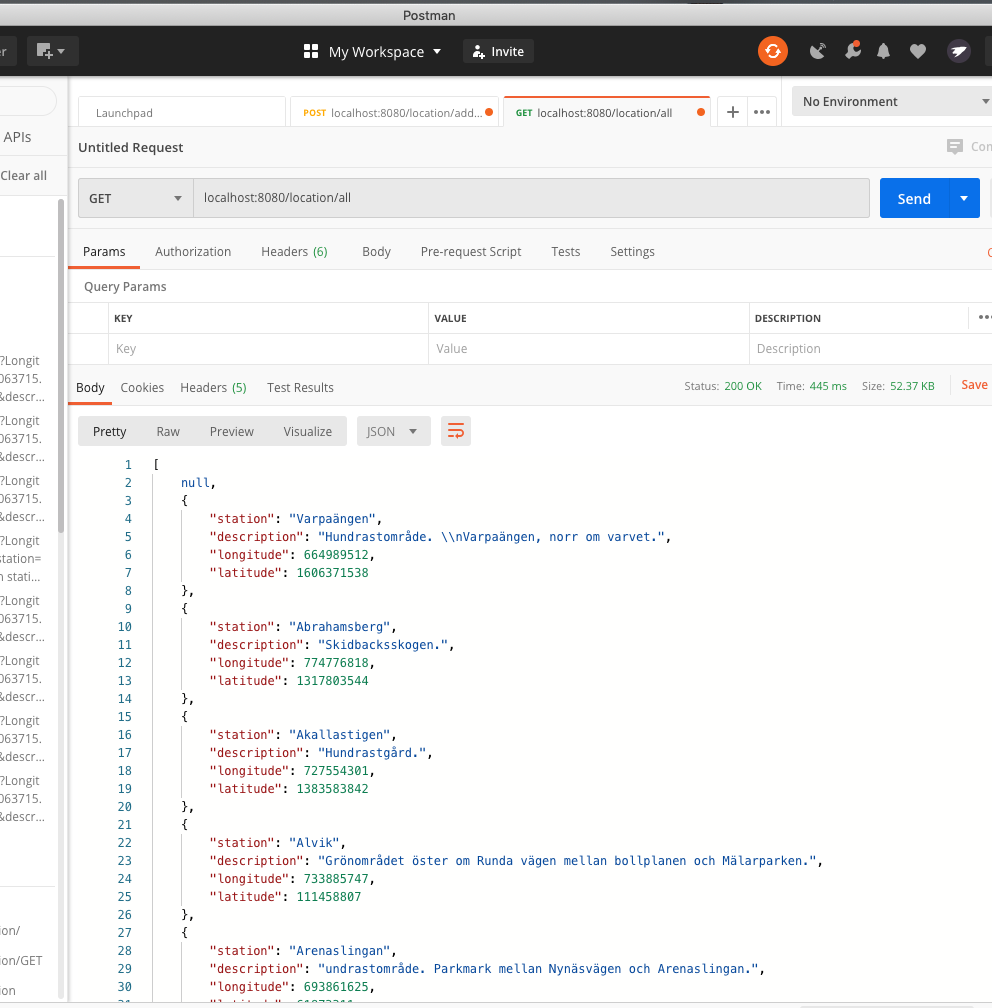 Postman
er
My Workspace
Invite
Launchpad
POST localhost:8080/location/add...
GET localhost:8080/location/all
No Environment
APIs
Untitled Request
Clear all
GET
localhost:8080/location/all
Send
Params
Authorization
Headers (6)
Body
Pre-request Script
Tests
Settings
Query Params
KEY
VALUE
DESCRIPTION
Key
Value
Description
Body
Cookies
Headers (5)
Test Results
Status: 200 OK
Time: 445 ms
Size: 52.37 KB
Save
Pretty
Raw
Preview
Visualize
JSON
?Longit
063715.
&descr...
?Longit
063715.
&descr...
?Longit
063715.
&descr...
?Longit
station=
n stati...
?Longit
063715.
&descr...
?Longit
063715.
&descr...
?Longit
063715.
&descr...
?Longit
063715.
&descr...
ion/
ion/GET
ion
1 [
2 null,
3 {
4 "station": "Varpaängen",
5 "description": "Hundrastområde. \\nVarpaängen, norr om varvet.",
6 "longitude": 664989512,
7 "latitude": 1606371538
8 },
9 {
10 "station": "Abrahamsberg",
11 "description": "Skidbacksskogen.",
12 "longitude": 774776818,
13 "latitude": 1317803544
14 },
15 {
16 "station": "Akallastigen",
17 "description": "Hundrastgård.",
18 "longitude": 727554301,
19 "latitude": 1383583842
20 },
21 {
22 "station": "Alvik",
23 "description": "Grönområdet öster om Runda vägen mellan bollplanen och Mälarparken.",
24 "longitude": 733885747,
25 "latitude": 111458807
26 },
27 {
28 "station": "Arenaslingan",
29 "description": "undrastområde. Parkmark mellan Nynäsvägen och Arenaslingan.",
30 "longitude": 693861625,